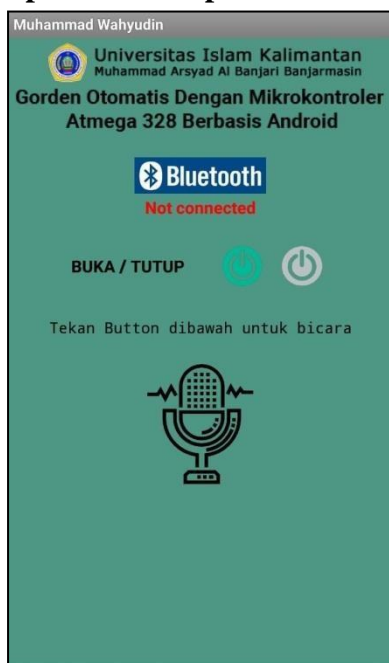 Muhammad Wahyudin
Universitas Islam Kalimantan
Muhammad Arsyad Al Banjari Banjarmasin
Gorden Otomatis Dengan Mikrokontroler
Atmega 328 Berbasis Android
Bluetooth
Not connected
BUKA / TUTUP
Tekan Button dibawah untuk bicara